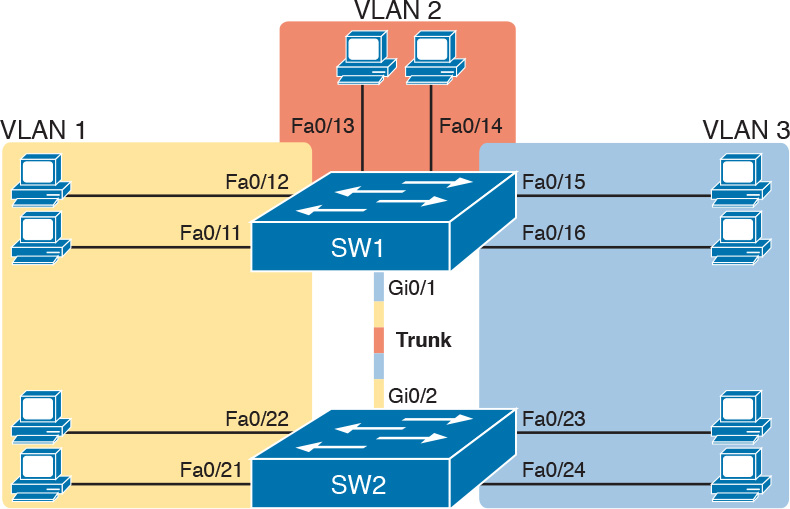 VLAN 2
Fa0/13
Fa0/14
VLAN 1
VLAN 3
Fa0/12
Fa0/15
Fa0/11
SW1
Fa0/16
Gi0/1
Trunk
Gi0/2
Fa0/22
Fa0/23
Fa0/21
SW2
Fa0/24